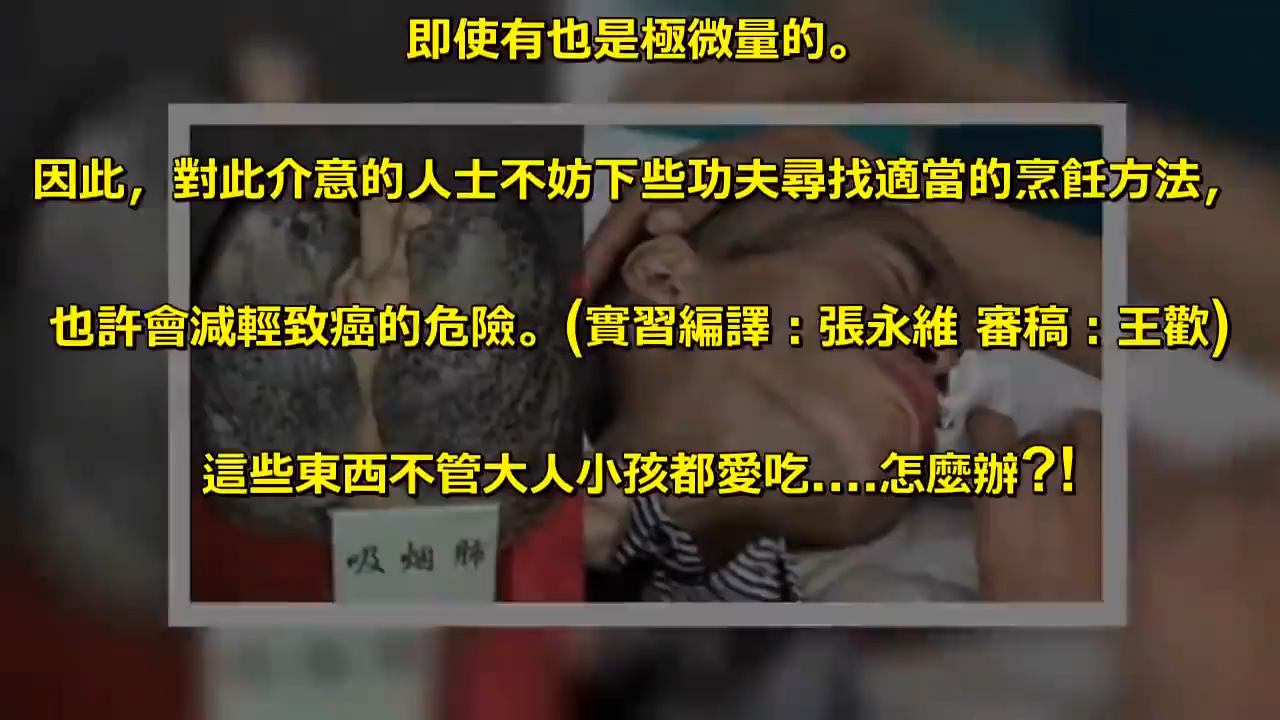 即使有也是極微量的。
因此，對此介意的人士不妨下些功夫尋找適當的烹飪方法，
也許會減輕致癌的危險。(實習編譯：張永維 審稿：王歡)
這些東西不管大人小孩都愛吃....怎麼辦?!
吸烟肺